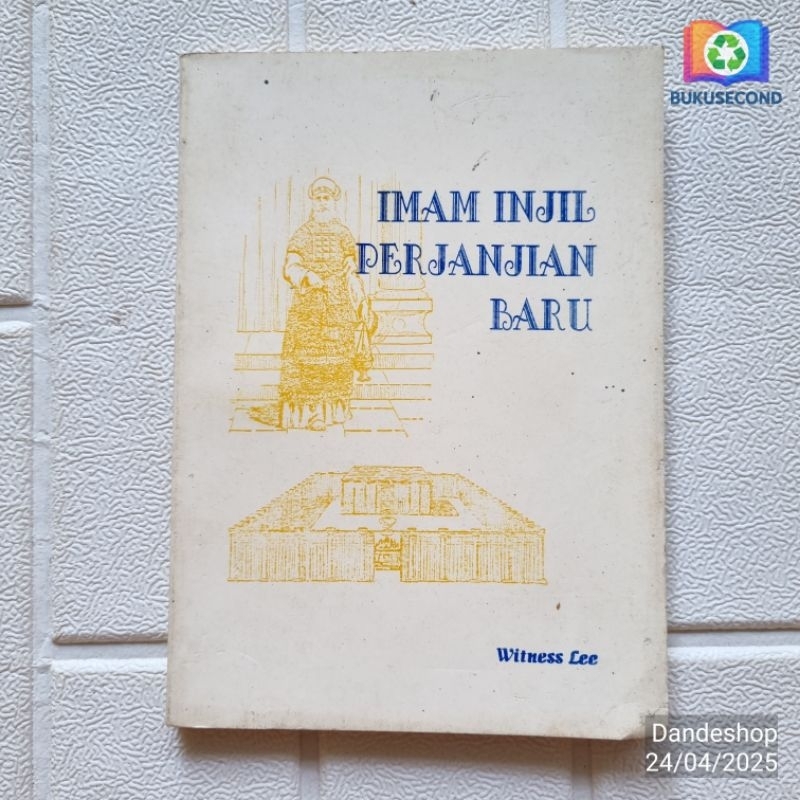 BUKUSECOND
IMAM INJIL
PERJANJIAN
BARU
Witness Lee
Dandeshop
24/04/2025